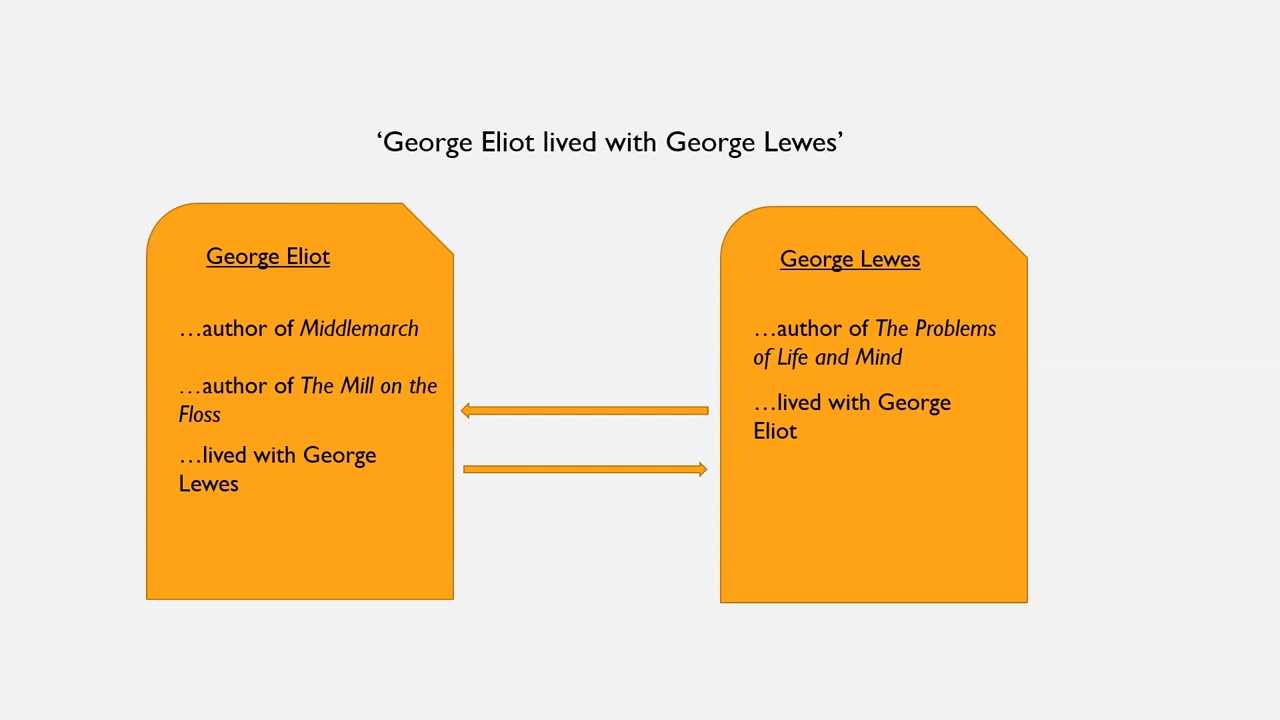 ‘George Eliot lived with George Lewes’
George Eliot
…author of Middlemarch
…author of The Mill on the
Floss
…lived with George
Lewes
George Lewes
…author of The Problems
of Life and Mind
…lived with George
Eliot